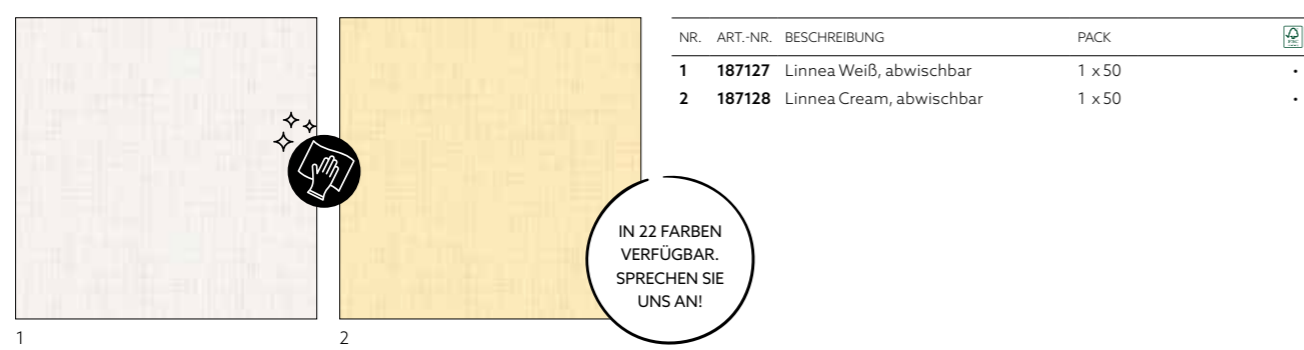 NR. ART.-NR. BESCHREIBUNG PACK
1 187127 Linnea Weiß, abwischbar 1 x 50 •
2 187128 Linnea Cream, abwischbar 1 x 50 •
IN 22 FARBEN
VERFÜGBAR.
SPRECHEN SIE
UNS AN!
1 2